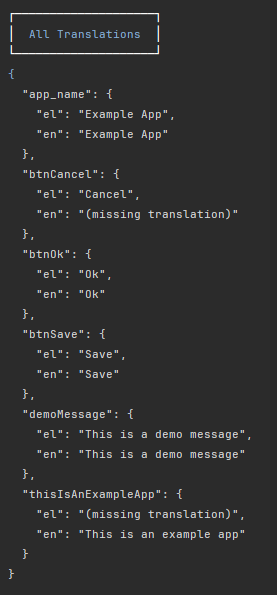 All Translations
{
  "app_name": {
    "el": "Example App",
    "en": "Example App"
  },
  "btnCancel": {
    "el": "Cancel",
    "en": "(missing translation)"
  },
  "btnOk": {
    "el": "Ok",
    "en": "Ok"
  },
  "btnSave": {
    "el": "Save",
    "en": "Save"
  },
  "demoMessage": {
    "el": "This is a demo message",
    "en": "This is a demo message"
  },
  "thisIsAnExampleApp": {
    "el": "(missing translation)",
    "en": "This is an example app"
  }
}